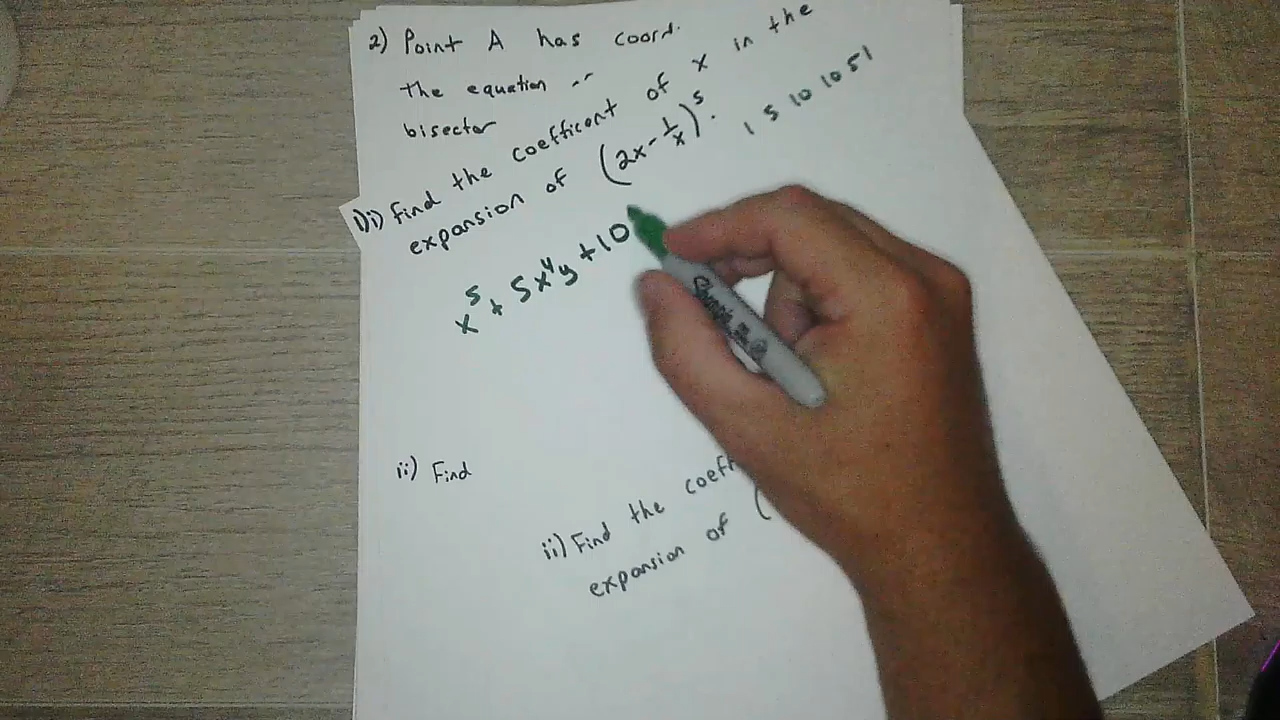 2) Point A has coord.
The equation
bisector
1)i) Find the coefficent of x in the
expansion of (2x - 1/x)^5.
1 5 10 10 5 1
x^5 + 5x^4y + 10
ii) Find
ii) Find the coeff
expansion of (
Sharpie